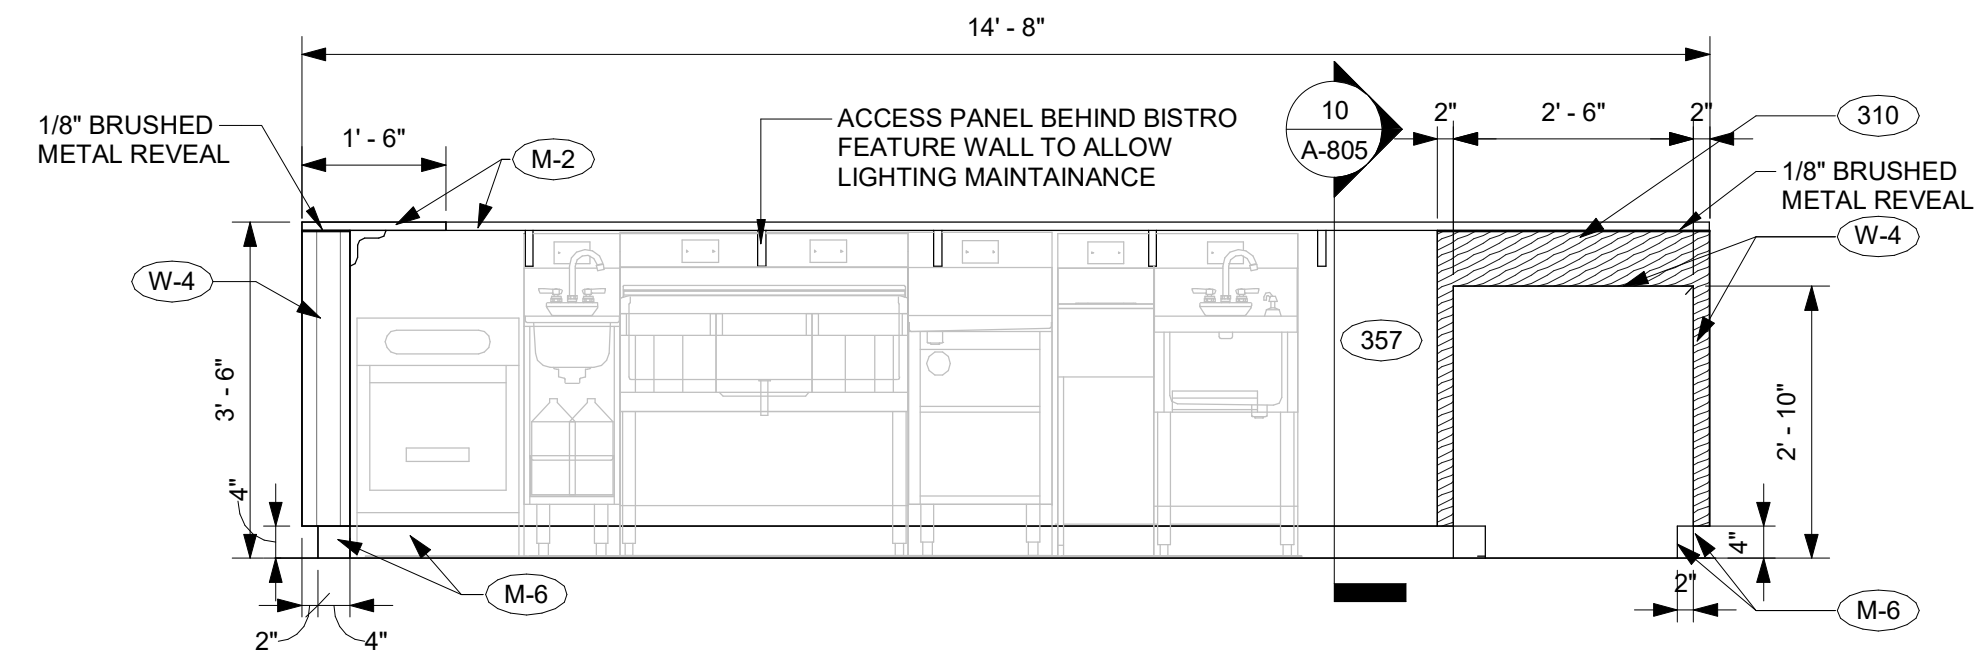 14' - 8"
1/8" BRUSHED
METAL REVEAL
1' - 6"
M-2
ACCESS PANEL BEHIND BISTRO
FEATURE WALL TO ALLOW
LIGHTING MAINTAINANCE
10
A-805
2"
2' - 6"
2"
310
1/8" BRUSHED
METAL REVEAL
W-4
W-4
357
3' - 6"
2' - 10"
4"
4"
M-6
2"
M-6
2"
4"